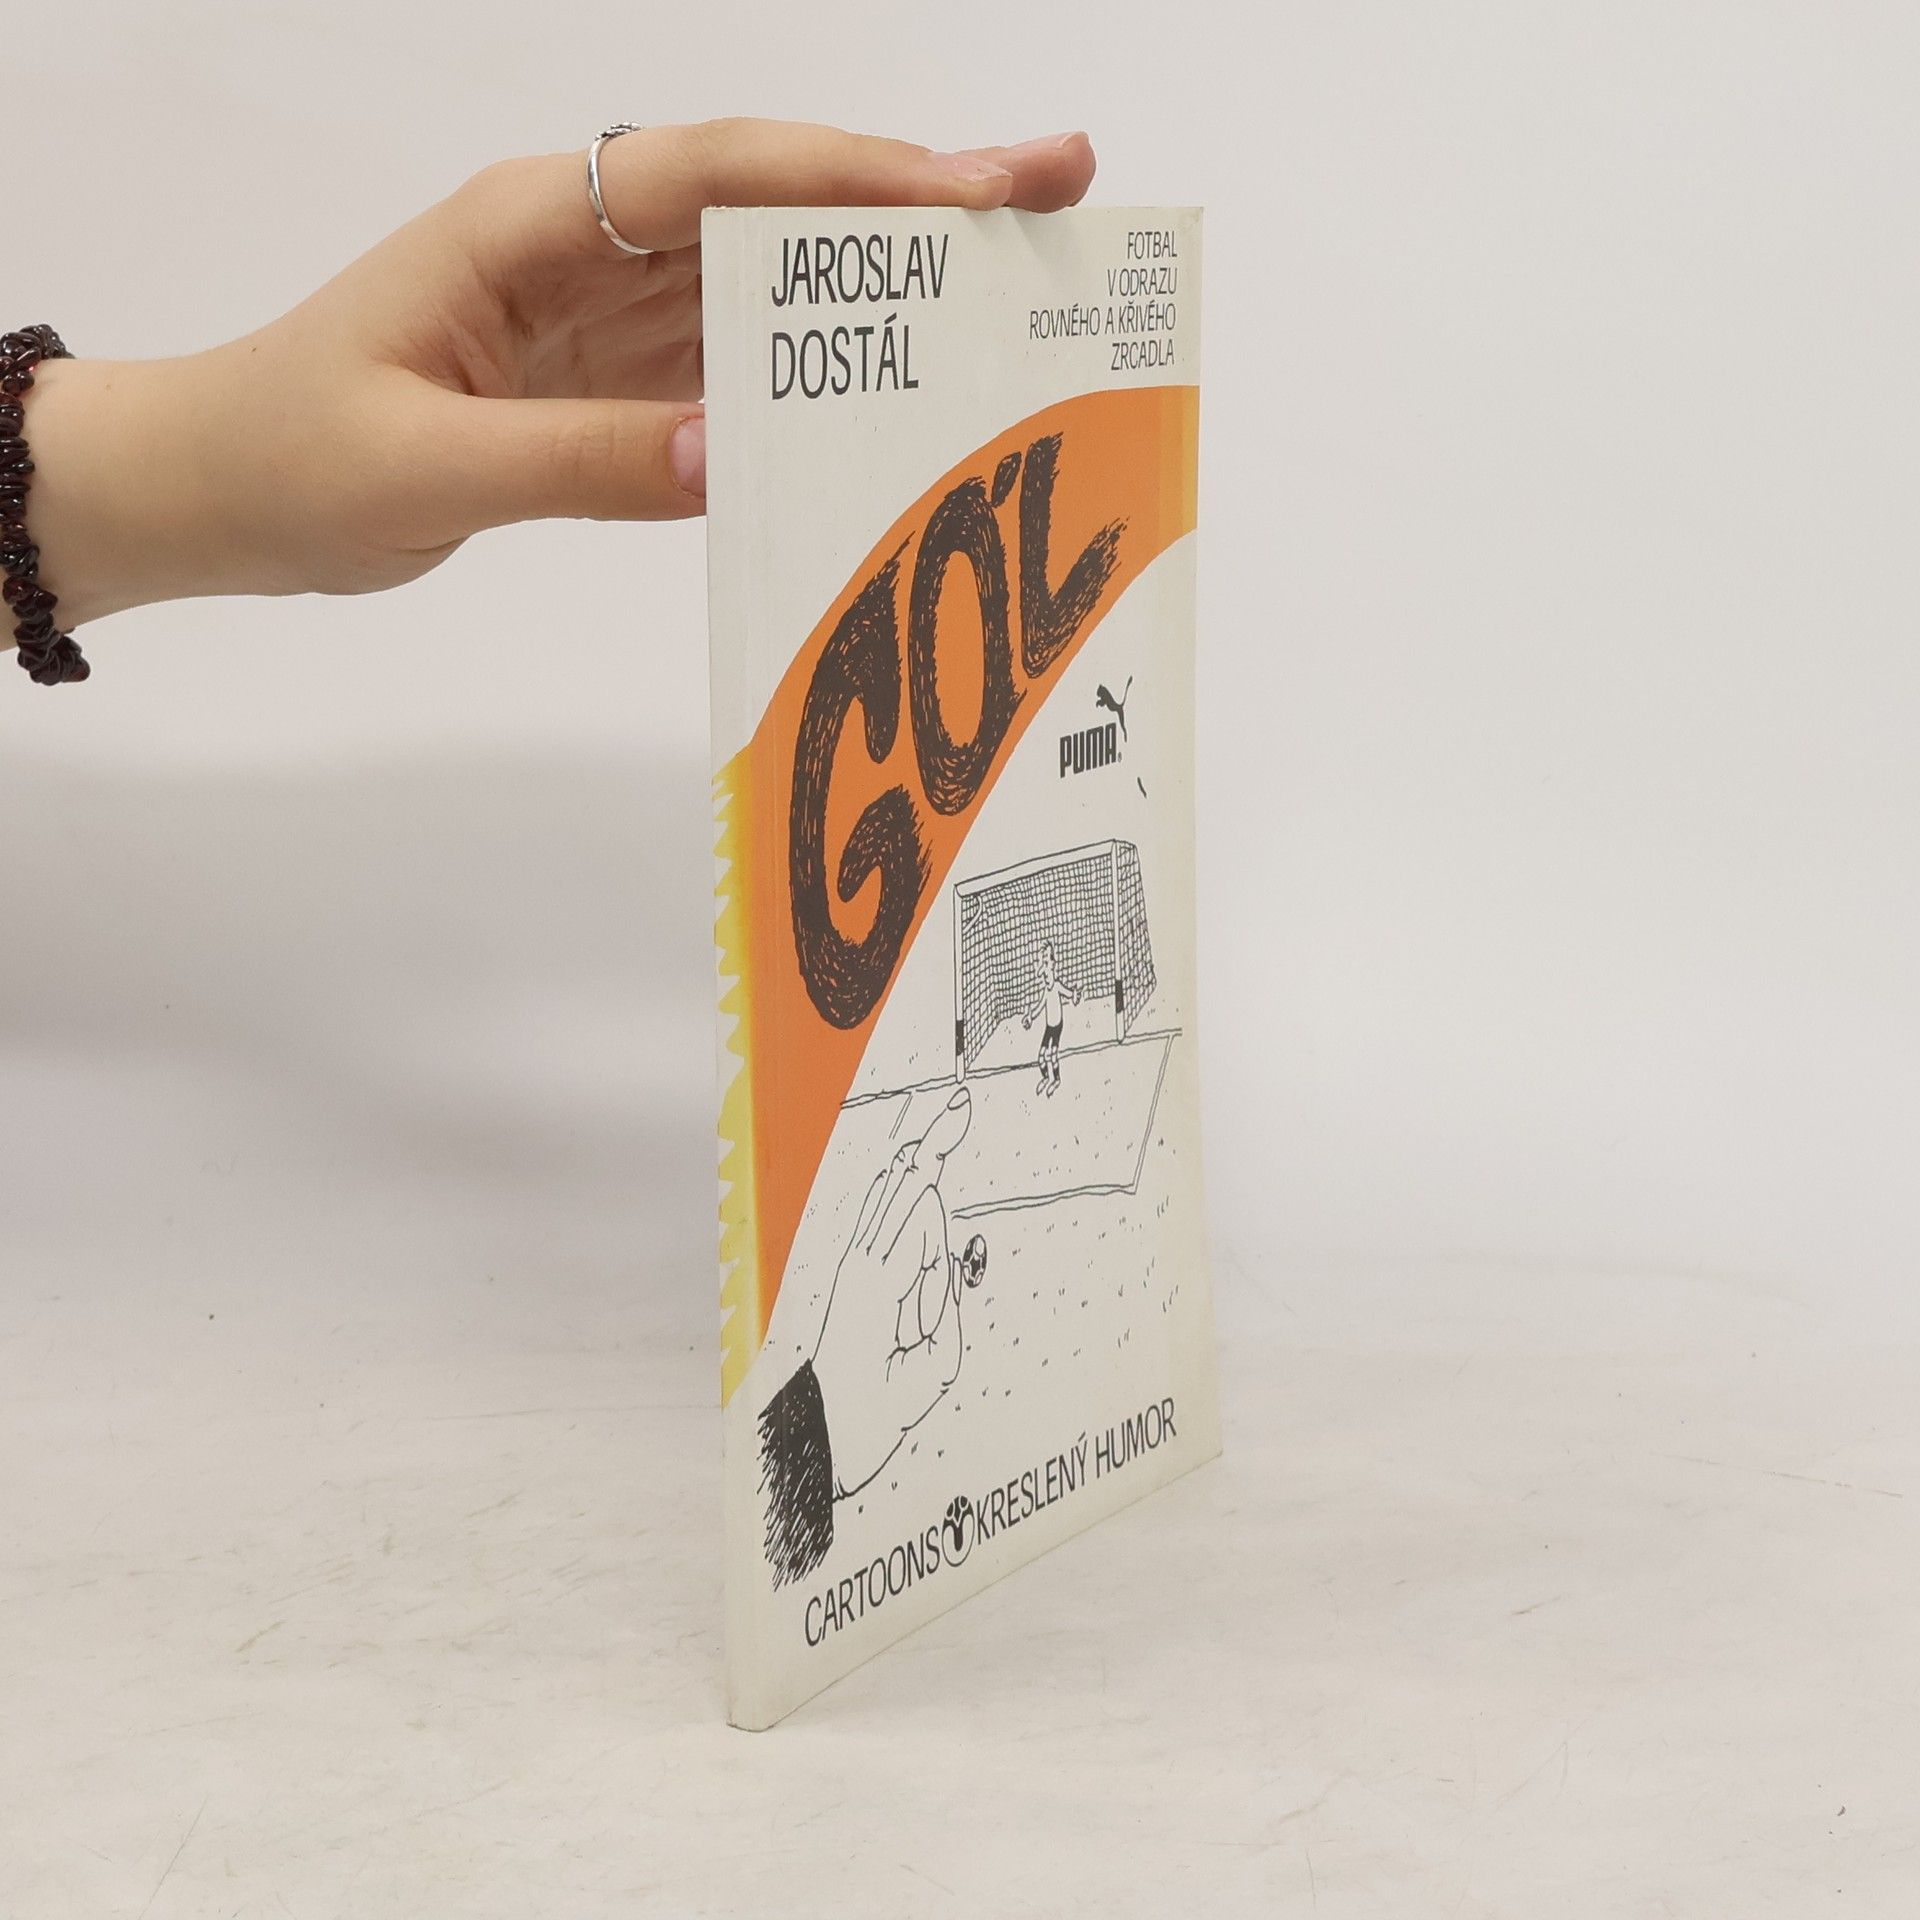 JAROSLAV
DOSTÁL
FOTBAL
V ODRAZU
ROVNÉHO A KŘIVÉHO
ZRCADLA
GÓL
PUMA®
CARTOONS KRESLENÝ HUMOR